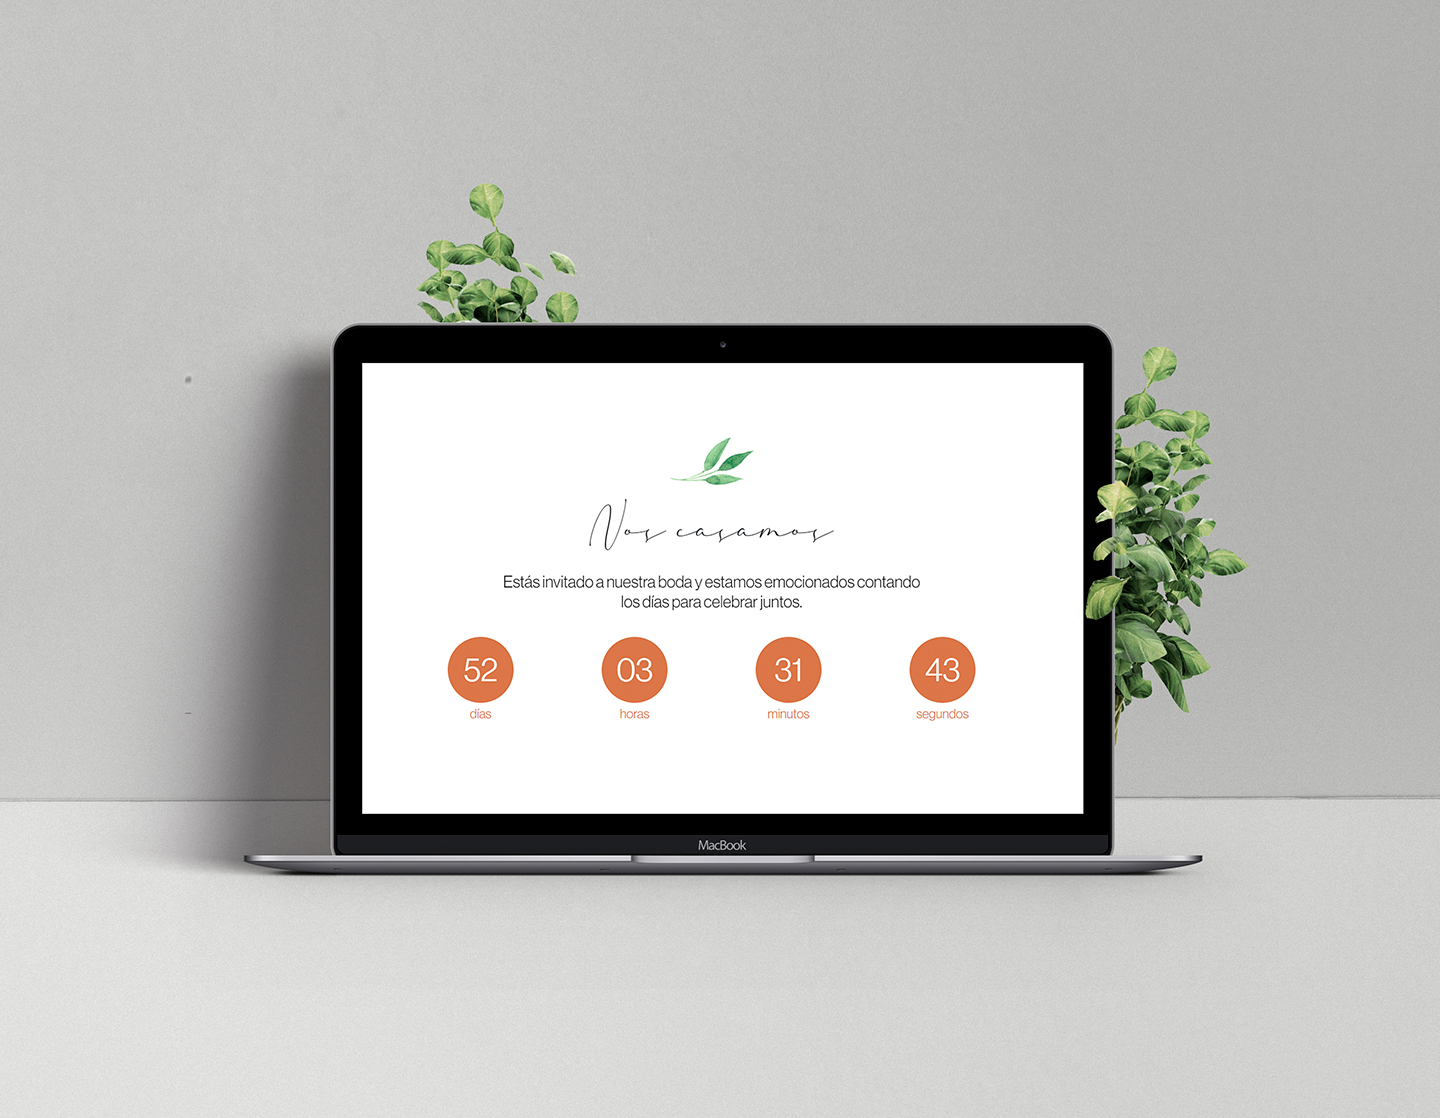 Nos casamos
Estás invitado a nuestra boda y estamos emocionados contando
los días para celebrar juntos.
52 03 31 43
días horas minutos segundos
MacBook